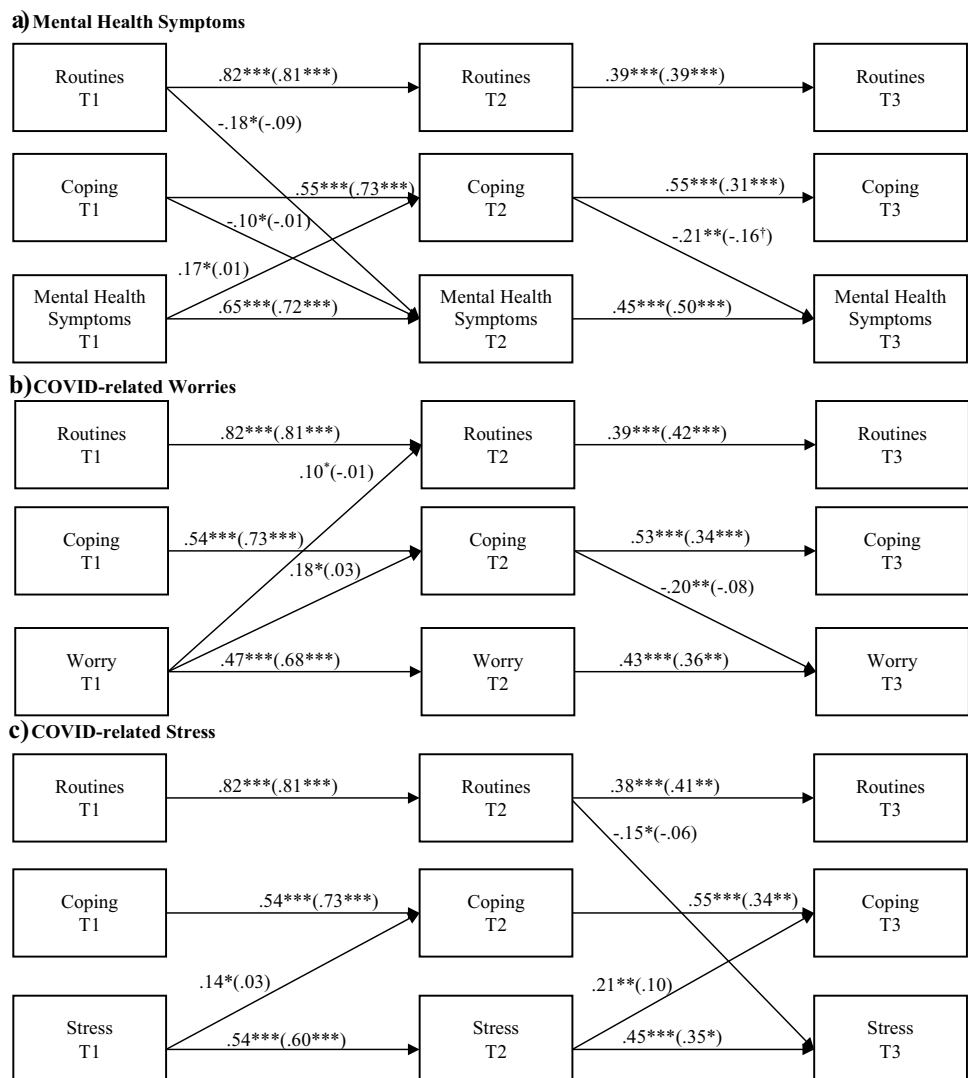 a) Mental Health Symptoms
Routines
T1
.82***(.81***)
Routines
T2
.39***(.39***)
Routines
T3
-.18*(-.09)
Coping
T1
.55***(.73***)
Coping
T2
.55***(.31***)
Coping
T3
-.10*(-.01)
-.21**(-.16†)
.17*(.01)
Mental Health
Symptoms
T1
.65***(.72***)
Mental Health
Symptoms
T2
.45***(.50***)
Mental Health
Symptoms
T3
b) COVID-related Worries
Routines
T1
.82***(.81***)
Routines
T2
.39***(.42***)
Routines
T3
.10*(-.01)
Coping
T1
.54***(.73***)
Coping
T2
.53***(.34***)
Coping
T3
.18*(.03)
-.20**(-.08)
Worry
T1
.47***(.68***)
Worry
T2
.43***(.36**)
Worry
T3
c) COVID-related Stress
Routines
T1
.82***(.81***)
Routines
T2
.38***(.41**)
Routines
T3
-.15*(-.06)
Coping
T1
.54***(.73***)
Coping
T2
.55***(.34**)
Coping
T3
.14*(.03)
.21**(.10)
Stress
T1
.54***(.60***)
Stress
T2
.45***(.35*)
Stress
T3